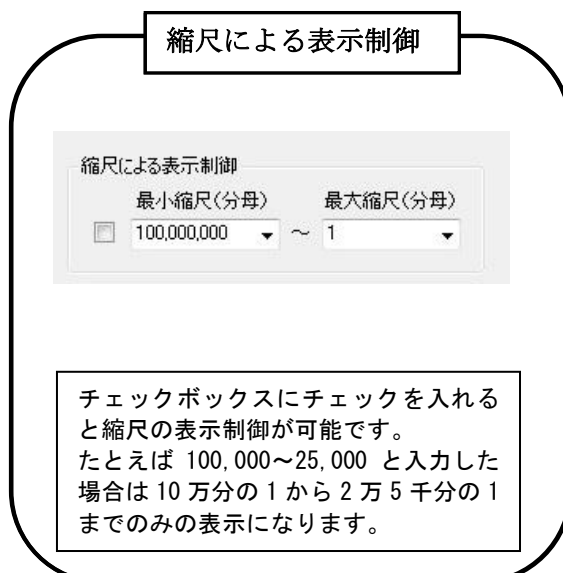 縮尺による表示制御
縮尺による表示制御
最小縮尺(分母) 最大縮尺(分母)
100,000,000 ～ 1
チェックボックスにチェックを入れる
と縮尺の表示制御が可能です。
たとえば 100,000～25,000 と入力した
場合は 10 万分の 1 から 2 万 5 千分の 1
までのみの表示になります。